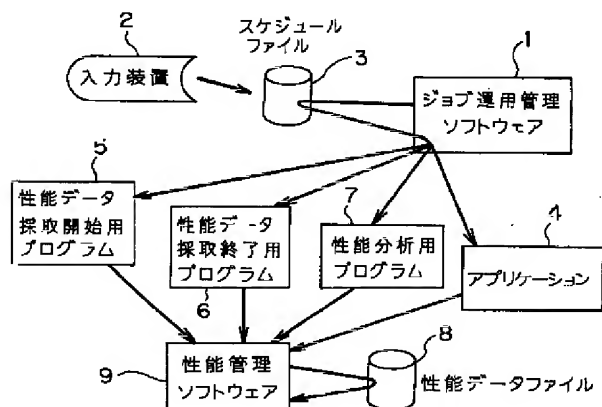 2
スケジュール
ファイル
入力装置
3
1
ジョブ運用管理
ソフトウェア
5
性能データ
採取開始用
プログラム
性能データ
採取終了用
プログラム
6
7
性能分析用
プログラム
4
アプリケーション
9
性能管理
ソフトウェア
8
性能データファイル